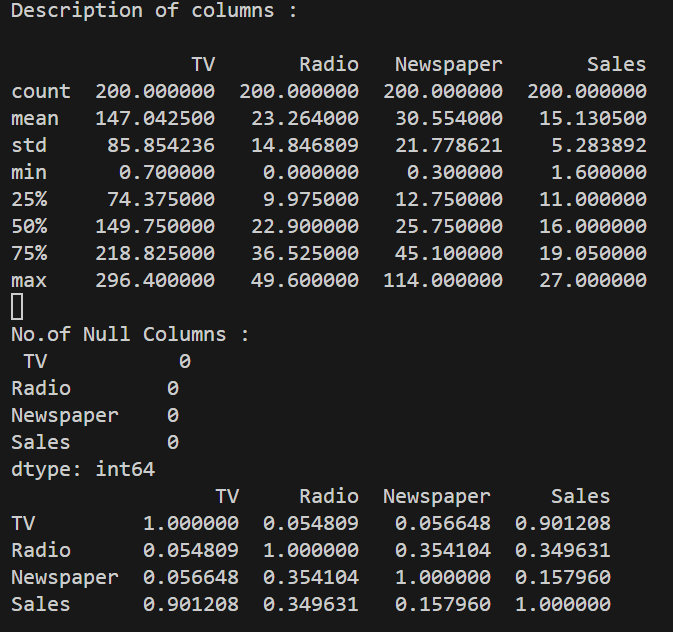 Description of columns :
               TV       Radio   Newspaper       Sales
count  200.000000  200.000000  200.000000  200.000000
mean   147.042500   23.264000   30.554000   15.130500
std     85.854236   14.846809   21.778621    5.283892
min      0.700000    0.000000    0.300000    1.600000
25%     74.375000    9.975000   12.750000   11.000000
50%    149.750000   22.900000   25.750000   16.000000
75%    218.825000   36.525000   45.100000   19.050000
max    296.400000   49.600000  114.000000   27.000000
No.of Null Columns :
 TV           0
Radio        0
Newspaper    0
Sales        0
dtype: int64
                 TV     Radio  Newspaper     Sales
TV         1.000000  0.054809   0.056648  0.901208
Radio      0.054809  1.000000   0.354104  0.349631
Newspaper  0.056648  0.354104   1.000000  0.157960
Sales      0.901208  0.349631   0.157960  1.000000